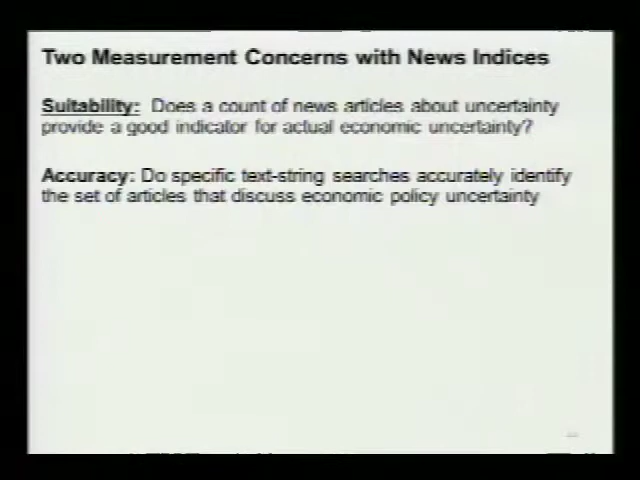 Two Measurement Concerns with News Indices
Suitability: Does a count of news articles about uncertainty
provide a good indicator for actual economic uncertainty?
Accuracy: Do specific text-string searches accurately identify
the set of articles that discuss economic policy uncertainty